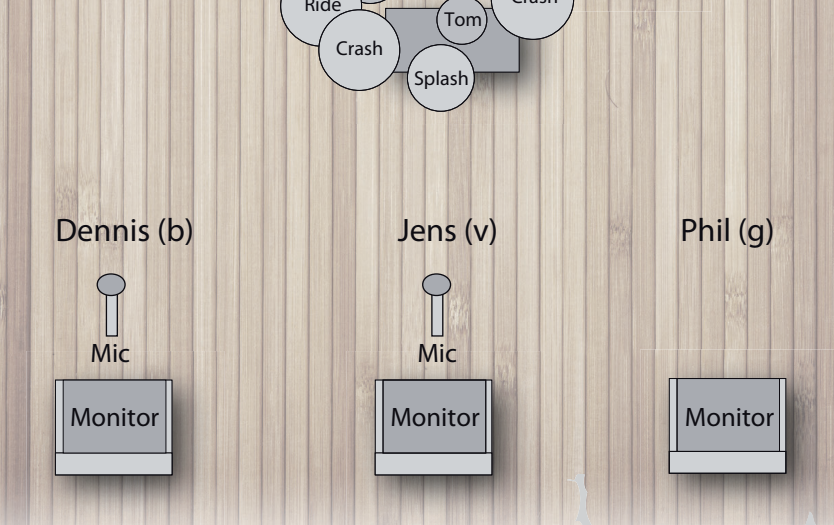 Ride
Crash
Tom
Crash
Splash
Dennis (b)
Jens (v)
Phil (g)
Mic
Mic
Monitor
Monitor
Monitor